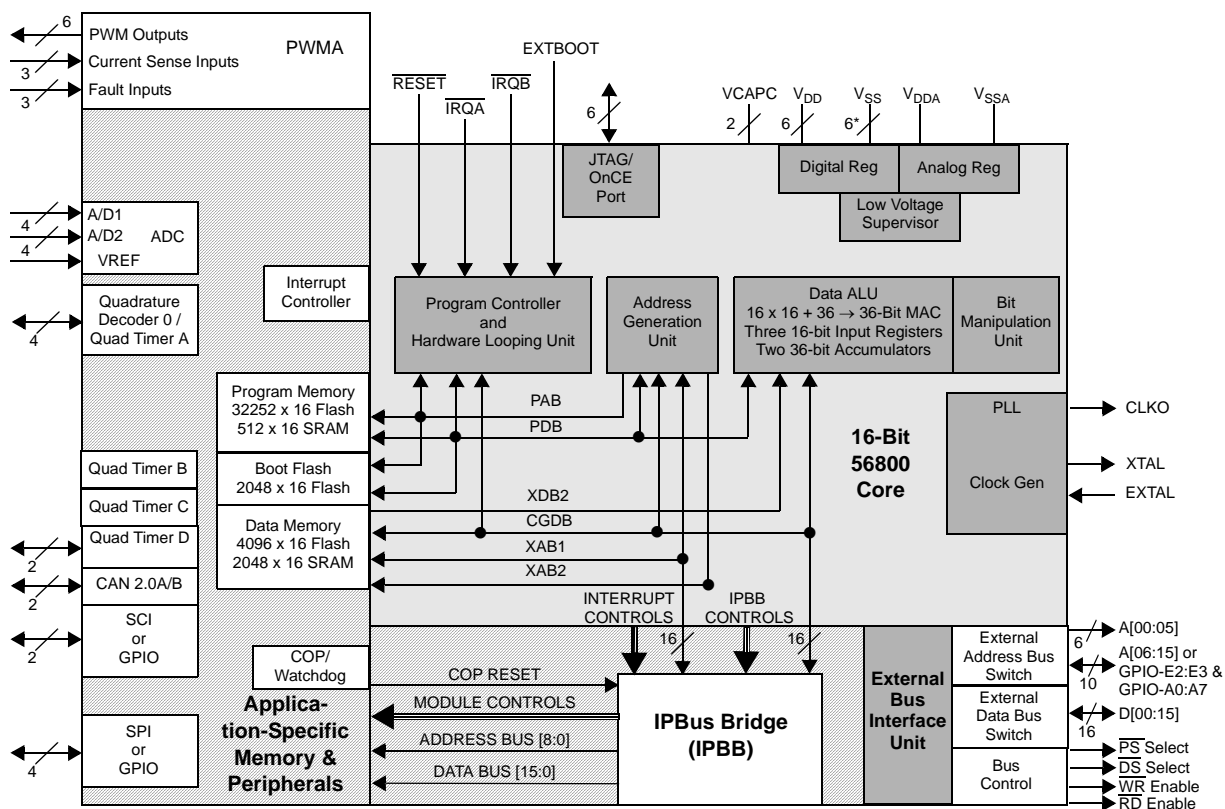 6
PWM Outputs
PWMA
Current Sense Inputs
3
Fault Inputs
3
EXTBOOT
RESET
IRQB
IRQA
6
VCAPC
VDD
VSS
VDDA
VSSA
2
6
6*
JTAG/
OnCE
Port
Digital Reg
Analog Reg
Low Voltage
Supervisor
4
A/D1
4
A/D2
ADC
VREF
Interrupt
Controller
Quadrature
Decoder 0 /
Quad Timer A
4
Program Controller
and
Hardware Looping Unit
Address
Generation
Unit
Data ALU
16 x 16 + 36 → 36-Bit MAC
Three 16-bit Input Registers
Two 36-bit Accumulators
Bit
Manipulation
Unit
Program Memory
32252 x 16 Flash
512 x 16 SRAM
PAB
PDB
PLL
Clock Gen
CLKO
XTAL
EXTAL
16-Bit
56800
Core
Quad Timer B
Boot Flash
2048 x 16 Flash
Quad Timer C
XDB2
CGDB
XAB1
XAB2
Data Memory
4096 x 16 Flash
2048 x 16 SRAM
Quad Timer D
2
CAN 2.0A/B
2
SCI
or
GPIO
2
INTERRUPT
CONTROLS
IPBB
CONTROLS
16
16
COP/
Watchdog
COP RESET
MODULE CONTROLS
ADDRESS BUS [8:0]
DATA BUS [15:0]
Applica-
tion-Specific
Memory &
Peripherals
SPI
or
GPIO
4
IPBus Bridge
(IPBB)
External
Bus
Interface
Unit
External
Address Bus
Switch
External
Data Bus
Switch
Bus
Control
6
A[00:05]
10
A[06:15] or
GPIO-E2:E3 &
GPIO-A0:A7
16
D[00:15]
PS Select
DS Select
WR Enable
RD Enable